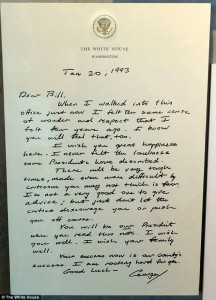 THE WHITE HOUSE
WASHINGTON
Jan 20, 1993
Dear Bill,
When I walked into this
office just now I felt the same sense
of wonder and respect that I
felt four years ago. I know
you will feel that, too.
I wish you great happiness
here. I never felt the loneliness
some Presidents have described.
There will be very tough
times, made even more difficult by
criticism you may not think is fair.
I'm not a very good one to give
advice; but just don't let the
critics discourage you or push
you off course.
You will be our President
when you read this note. I wish
you well. I wish your family
well.
Your success now is our country's
success. I am rooting hard for you.
Good Luck -
George
© The White House